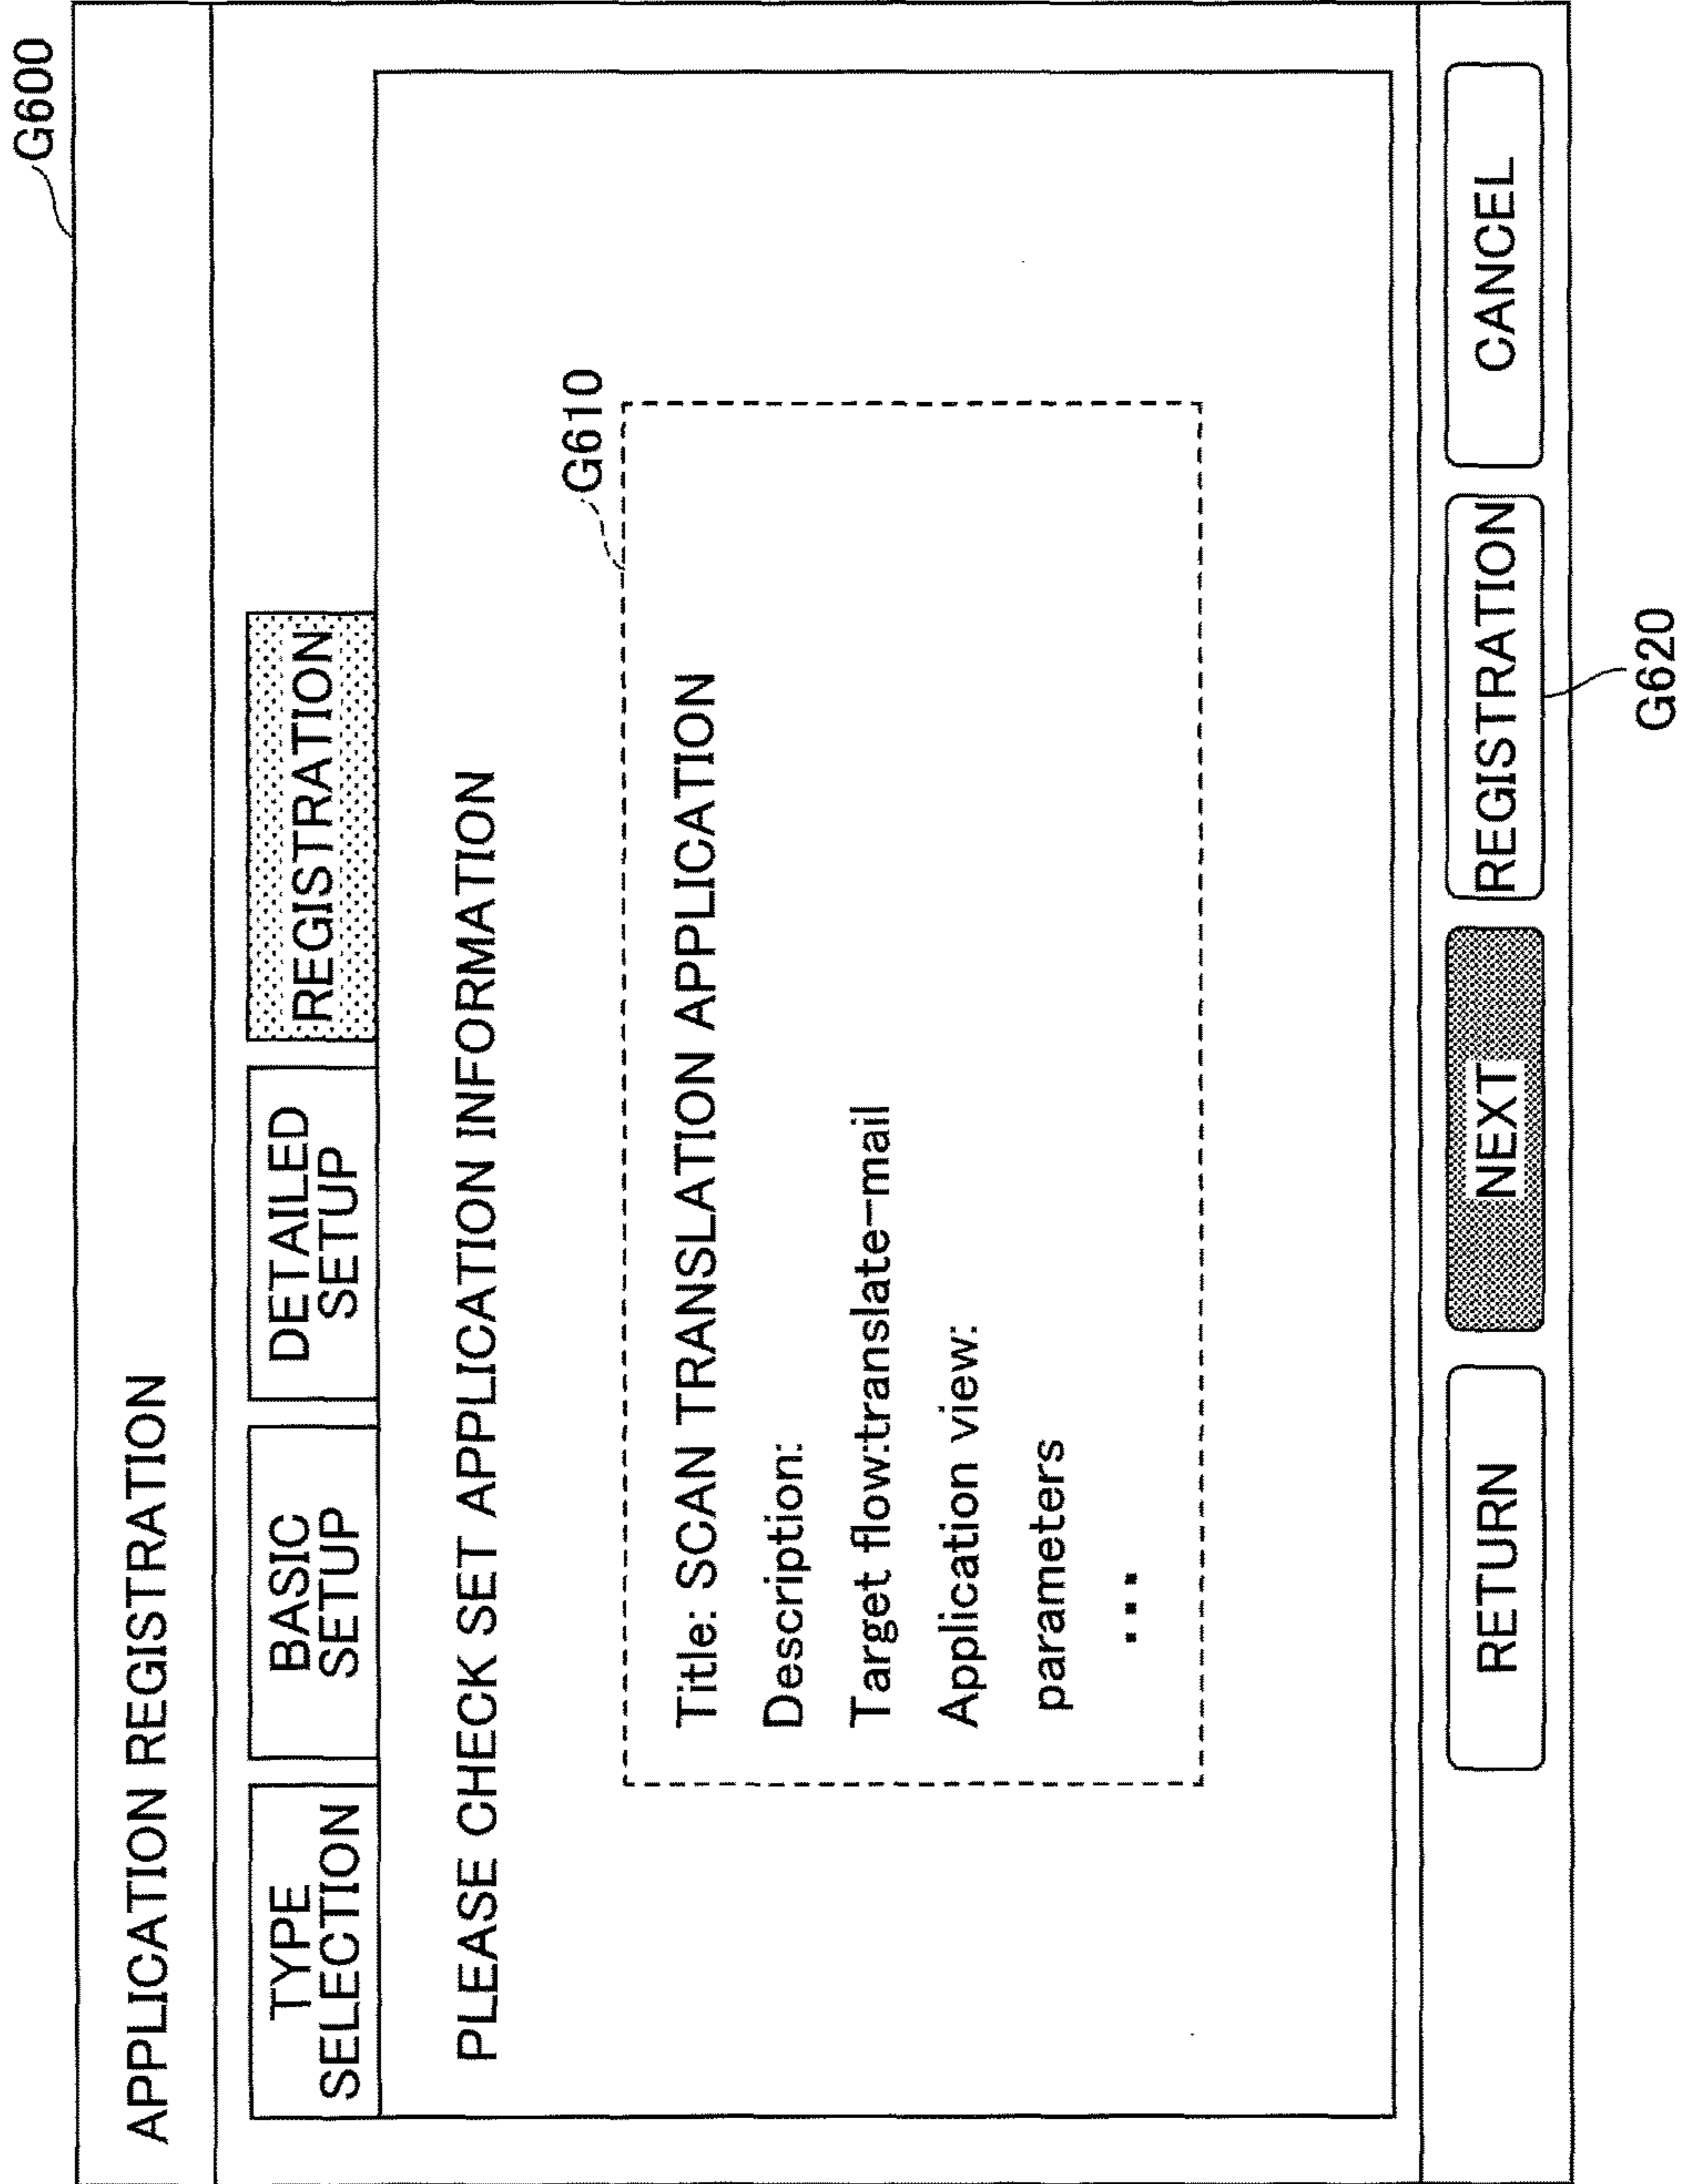 G600
APPLICATION REGISTRATION
TYPE
SELECTION
BASIC
SETUP
DETAILED
SETUP
REGISTRATION
PLEASE CHECK SET APPLICATION INFORMATION
G610
Title: SCAN TRANSLATION APPLICATION
Description:
Target flow:translate-mail
Application view:
parameters
...
RETURN
NEXT
REGISTRATION
CANCEL
G620